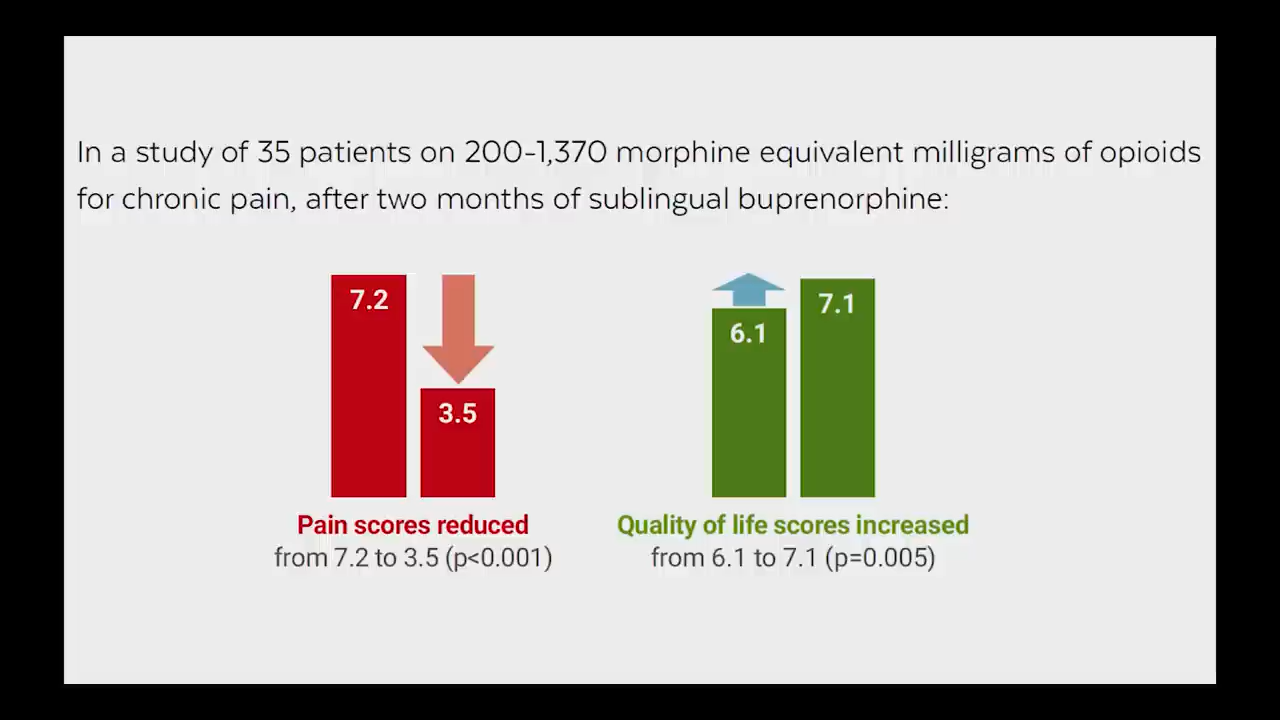 In a study of 35 patients on 200-1,370 morphine equivalent milligrams of opioids
for chronic pain, after two months of sublingual buprenorphine:
7.2
3.5
Pain scores reduced
from 7.2 to 3.5 (p<0.001)
6.1
7.1
Quality of life scores increased
from 6.1 to 7.1 (p=0.005)